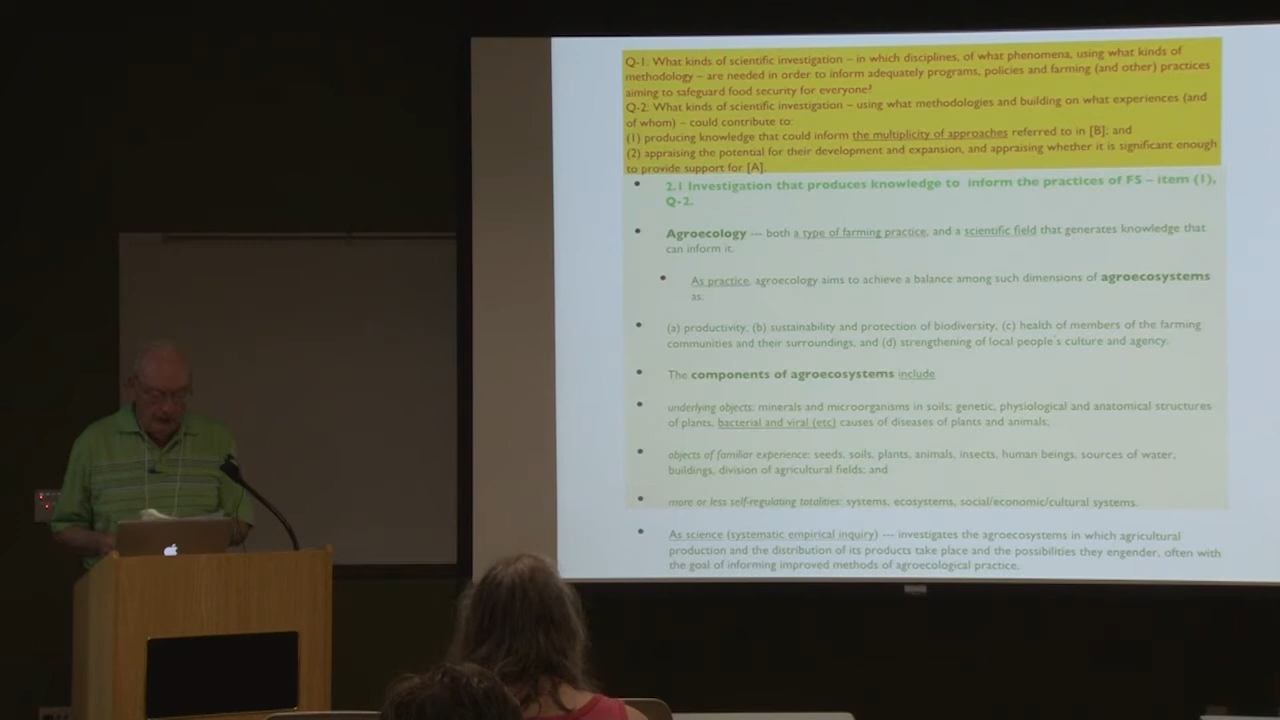 Q-1: What kinds of scientific investigation – in which disciplines, of what phenomena, using what kinds of
methodology – are needed in order to inform adequately programs, policies and farming (and other) practices
aiming to safeguard food security for everyone?
Q-2: What kinds of scientific investigation – using what methodologies and building on what experiences (and
of whom) – could contribute to:
(1) producing knowledge that could inform the multiplicity of approaches referred to in [B]; and
(2) appraising the potential for their development and expansion, and appraising whether it is significant enough
to provide support for [A].
• 2.1 Investigation that produces knowledge to inform the practices of FS – item (1),
Q-2.
• Agroecology --- both a type of farming practice, and a scientific field that generates knowledge that
can inform it.
• As practice, agroecology aims to achieve a balance among such dimensions of agroecosystems
as:
• (a) productivity, (b) sustainability and protection of biodiversity, (c) health of members of the farming
communities and their surroundings, and (d) strengthening of local people's culture and agency.
• The components of agroecosystems include
• underlying objects: minerals and microorganisms in soils; genetic, physiological and anatomical structures
of plants, bacterial and viral (etc) causes of diseases of plants and animals;
• objects of familiar experience: seeds, soils, plants, animals, insects, human beings, sources of water,
buildings, division of agricultural fields; and
• more or less self-regulating totalities: systems, ecosystems, social/economic/cultural systems.
• As science (systematic empirical inquiry) --- investigates the agroecosystems in which agricultural
production and the distribution of its products take place and the possibilities they engender, often with
the goal of informing improved methods of agroecological practice.